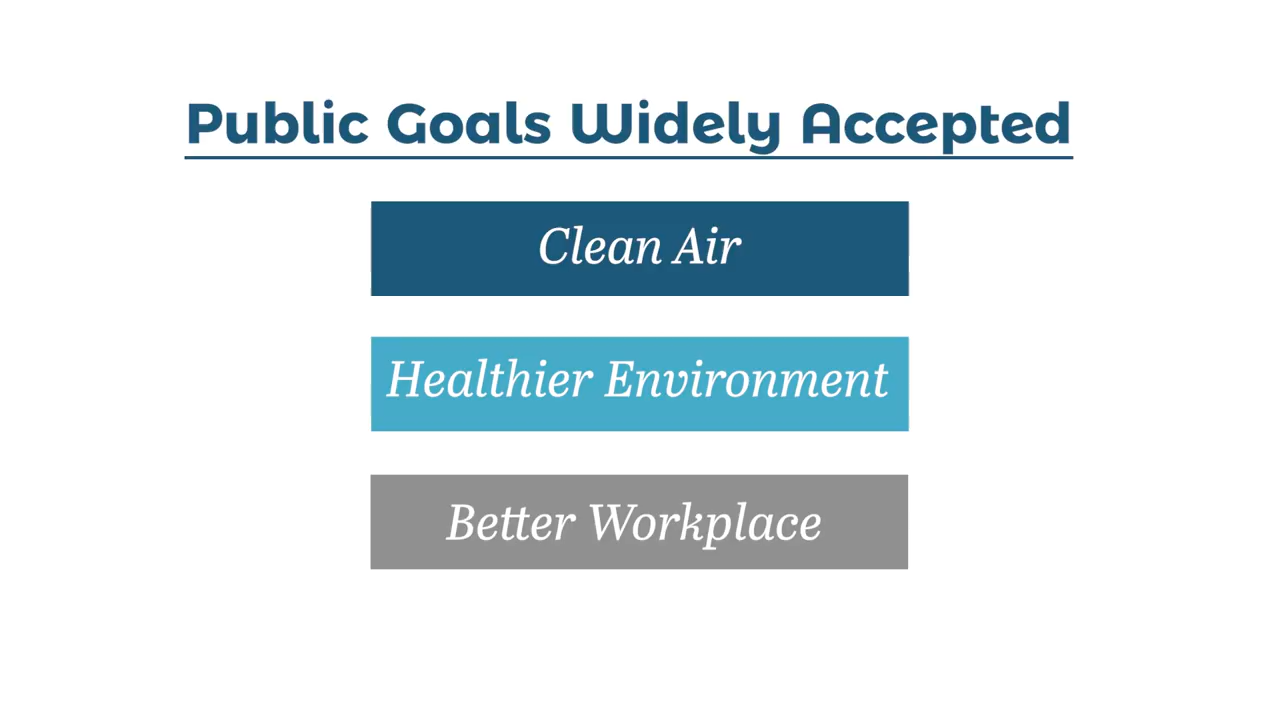 Public Goals Widely Accepted
Clean Air
Healthier Environment
Better Workplace